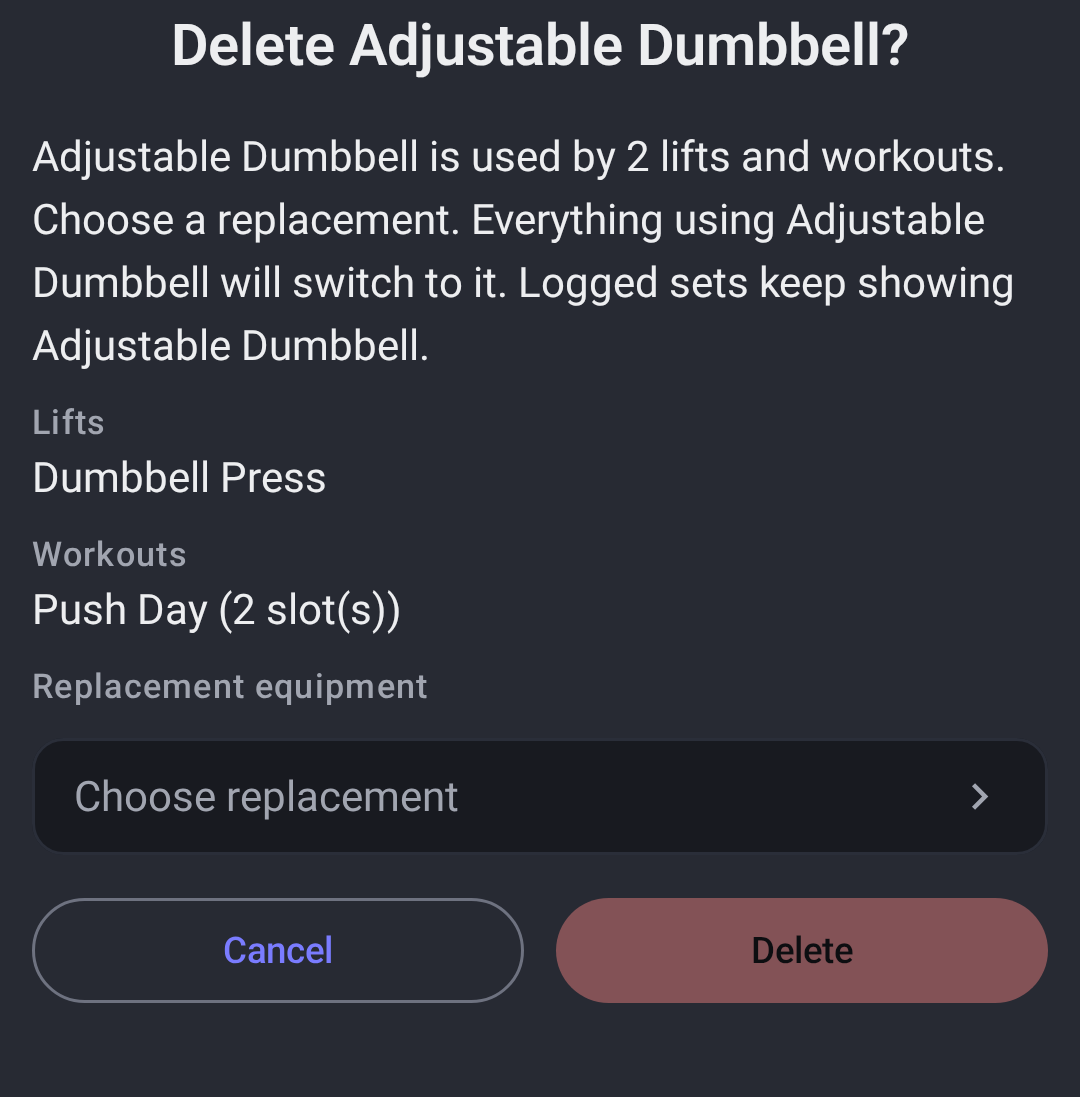 Delete Adjustable Dumbbell?
Adjustable Dumbbell is used by 2 lifts and workouts.
Choose a replacement. Everything using Adjustable
Dumbbell will switch to it. Logged sets keep showing
Adjustable Dumbbell.
Lifts
Dumbbell Press
Workouts
Push Day (2 slot(s))
Replacement equipment
Choose replacement
Cancel
Delete